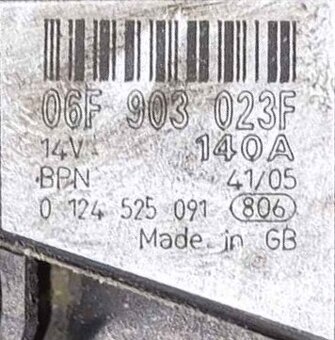 06F 903 023F
14V 140A
BPN 41/05
0 124 525 091 806
Made in GB